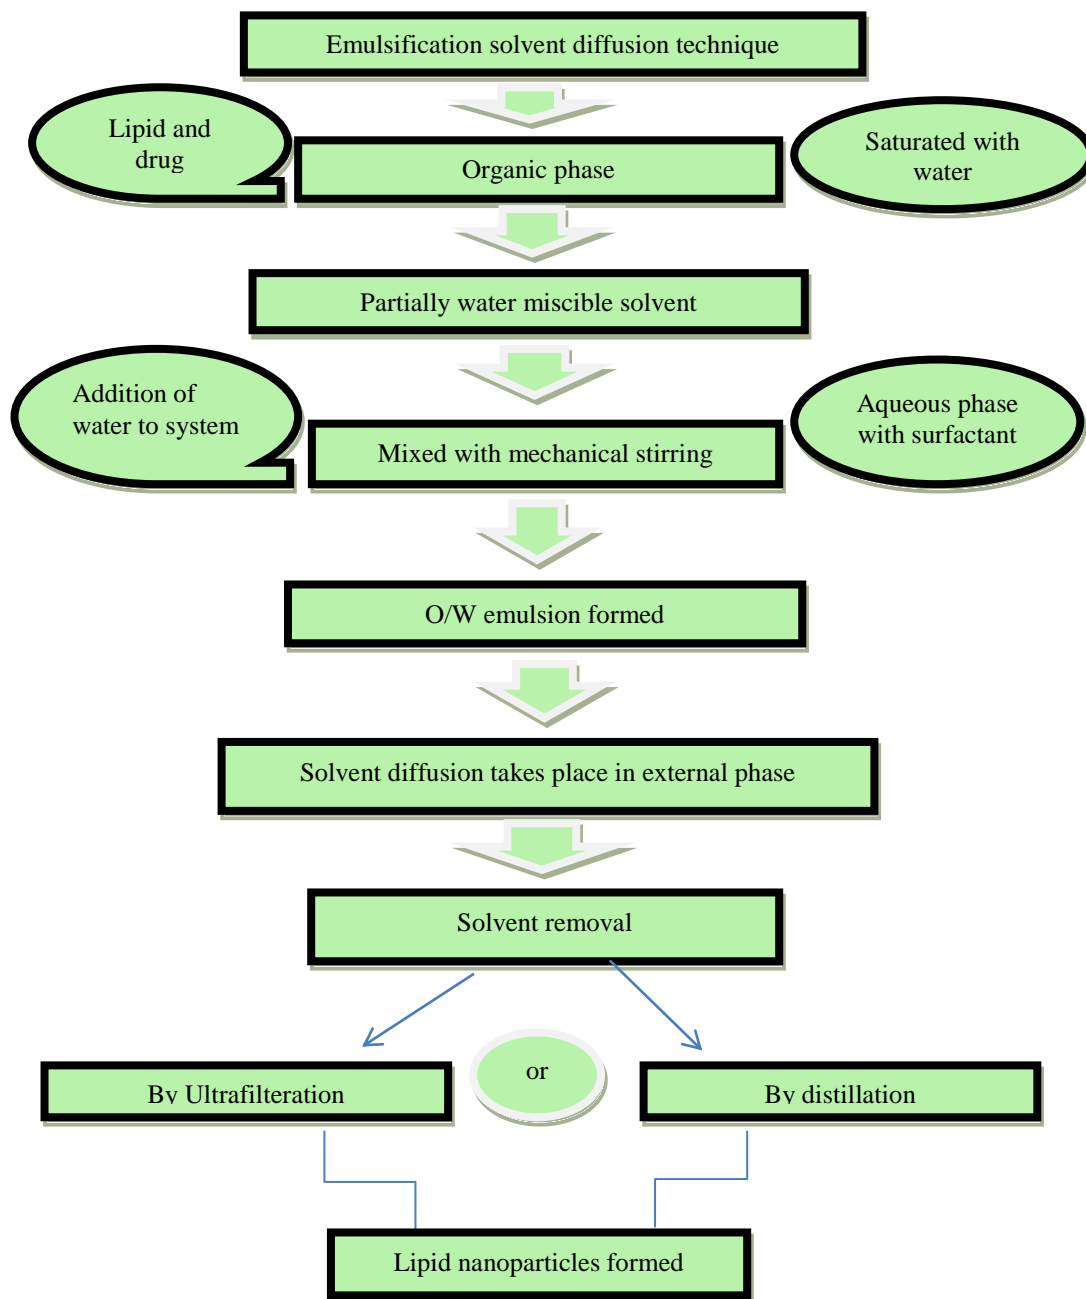 Emulsification solvent diffusion technique
Lipid and
drug
Organic phase
Saturated with
water
Partially water miscible solvent
Addition of
water to system
Mixed with mechanical stirring
Aqueous phase
with surfactant
O/W emulsion formed
Solvent diffusion takes place in external phase
Solvent removal
By Ultrafilteration
or
By distillation
Lipid nanoparticles formed